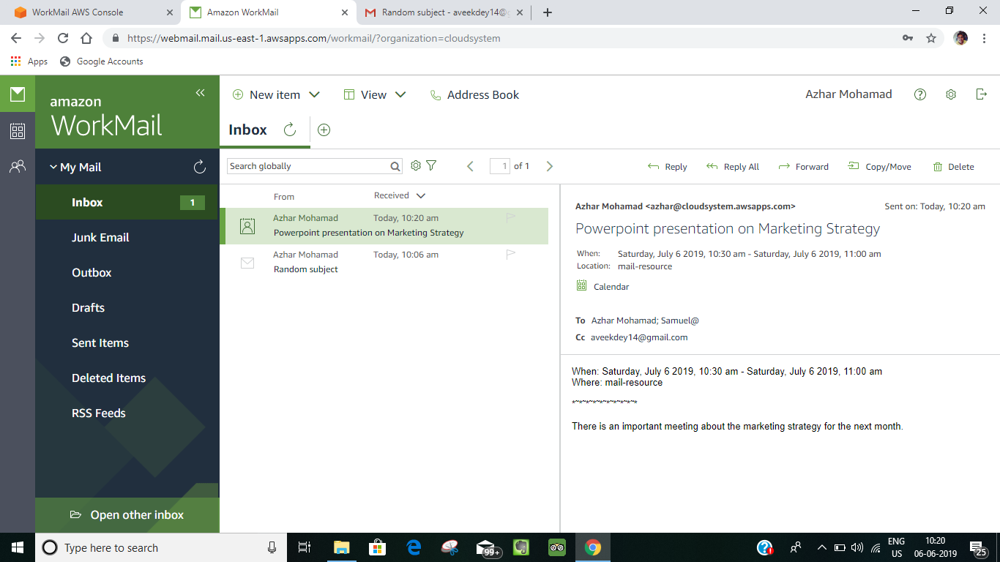 WorkMail AWS Console
Amazon WorkMail
Random subject - aveekdey14@
https://webmail.mail.us-east-1.awsapps.com/workmail/?organization=cloudsystem
Apps
Google Accounts
amazon
WorkMail
New item
View
Address Book
Azhar Mohamad
Inbox
My Mail
Search globally
1 of 1
Reply
Reply All
Forward
Copy/Move
Delete
Inbox 1
Junk Email
Outbox
Drafts
Sent Items
Deleted Items
RSS Feeds
Open other inbox
From Received
Azhar Mohamad Today, 10:20 am
Powerpoint presentation on Marketing Strategy
Azhar Mohamad Today, 10:06 am
Random subject
Azhar Mohamad <azhar@cloudsystem.awsapps.com> Sent on: Today, 10:20 am
Powerpoint presentation on Marketing Strategy
When: Saturday, July 6 2019, 10:30 am - Saturday, July 6 2019, 11:00 am
Location: mail-resource
Calendar
To Azhar Mohamad; Samuel@
Cc aveekdey14@gmail.com
When: Saturday, July 6 2019, 10:30 am - Saturday, July 6 2019, 11:00 am
Where: mail-resource
*~*~*~*~*~*~*~*~*~*
There is an important meeting about the marketing strategy for the next month.
Type here to search
99+
ENG
US
10:20
06-06-2019
25